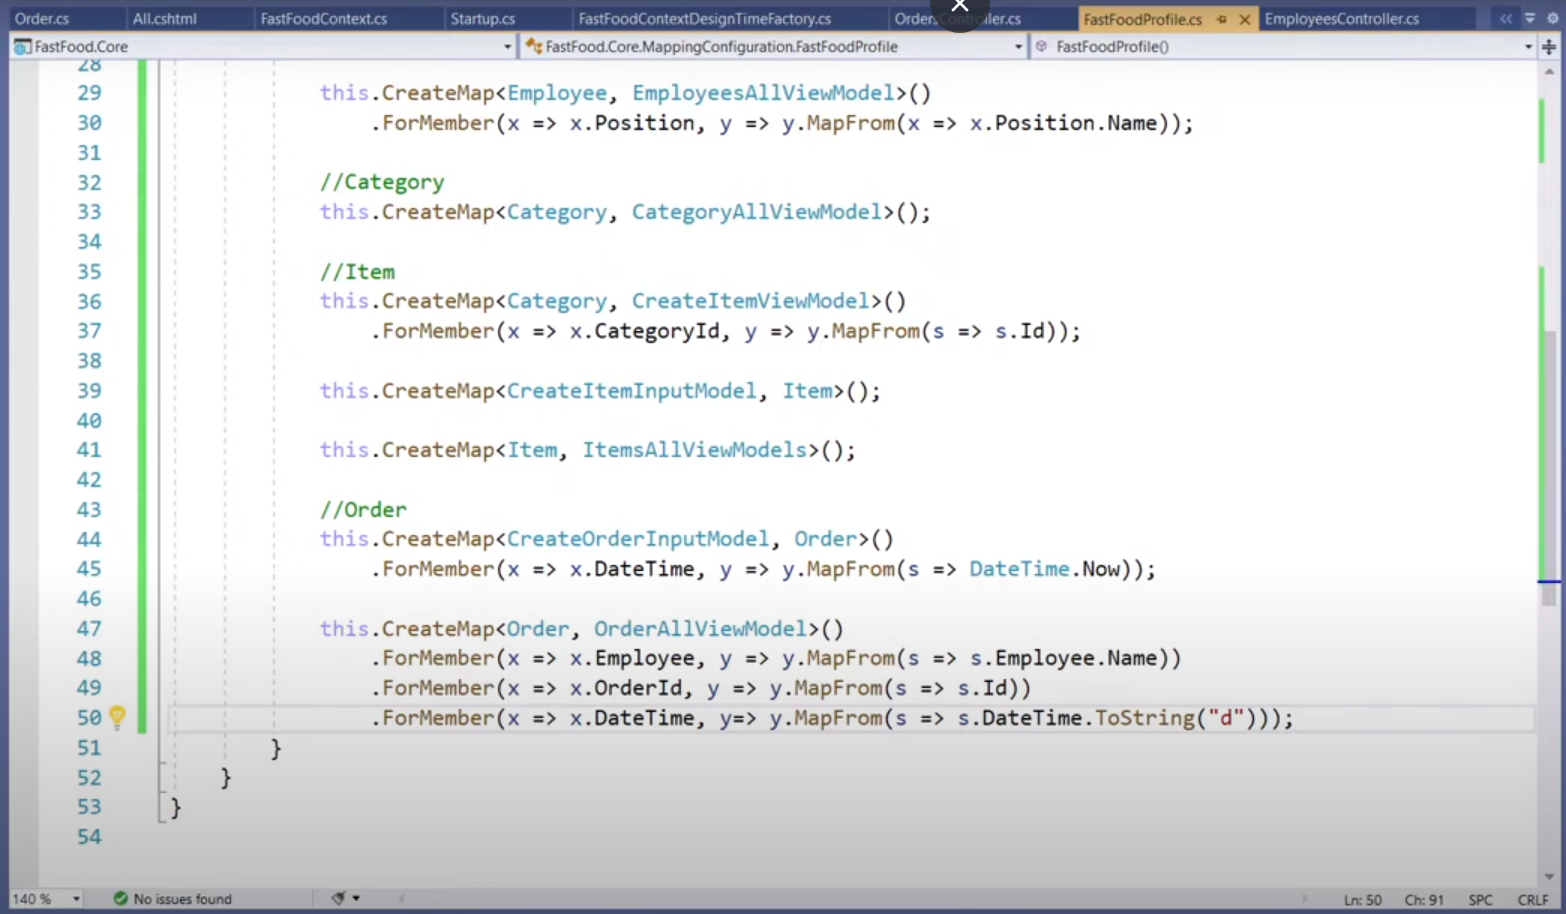 Order.cs All.cshtml FastFoodContext.cs Startup.cs FastFoodContextDesignTimeFactory.cs FastFoodProfile.cs EmployeesController.cs
FastFood.Core FastFood.Core.MappingConfiguration.FastFoodProfile FastFoodProfile()
28
29 this.CreateMap<Employee, EmployeesAllViewModel>()
30 .ForMember(x => x.Position, y => y.MapFrom(x => x.Position.Name));
31
32 //Category
33 this.CreateMap<Category, CategoryAllViewModel>();
34
35 //Item
36 this.CreateMap<Category, CreateItemViewModel>()
37 .ForMember(x => x.CategoryId, y => y.MapFrom(s => s.Id));
38
39 this.CreateMap<CreateItemInputModel, Item>();
40
41 this.CreateMap<Item, ItemsAllViewModels>();
42
43 //Order
44 this.CreateMap<CreateOrderInputModel, Order>()
45 .ForMember(x => x.DateTime, y => y.MapFrom(s => DateTime.Now));
46
47 this.CreateMap<Order, OrderAllViewModel>()
48 .ForMember(x => x.Employee, y => y.MapFrom(s => s.Employee.Name))
49 .ForMember(x => x.OrderId, y => y.MapFrom(s => s.Id))
50 .ForMember(x => x.DateTime, y=> y.MapFrom(s => s.DateTime.ToString("d")));
51 }
52 }
53 }
54
140 % No issues found Ln: 50 Ch: 91 SPC CRLF